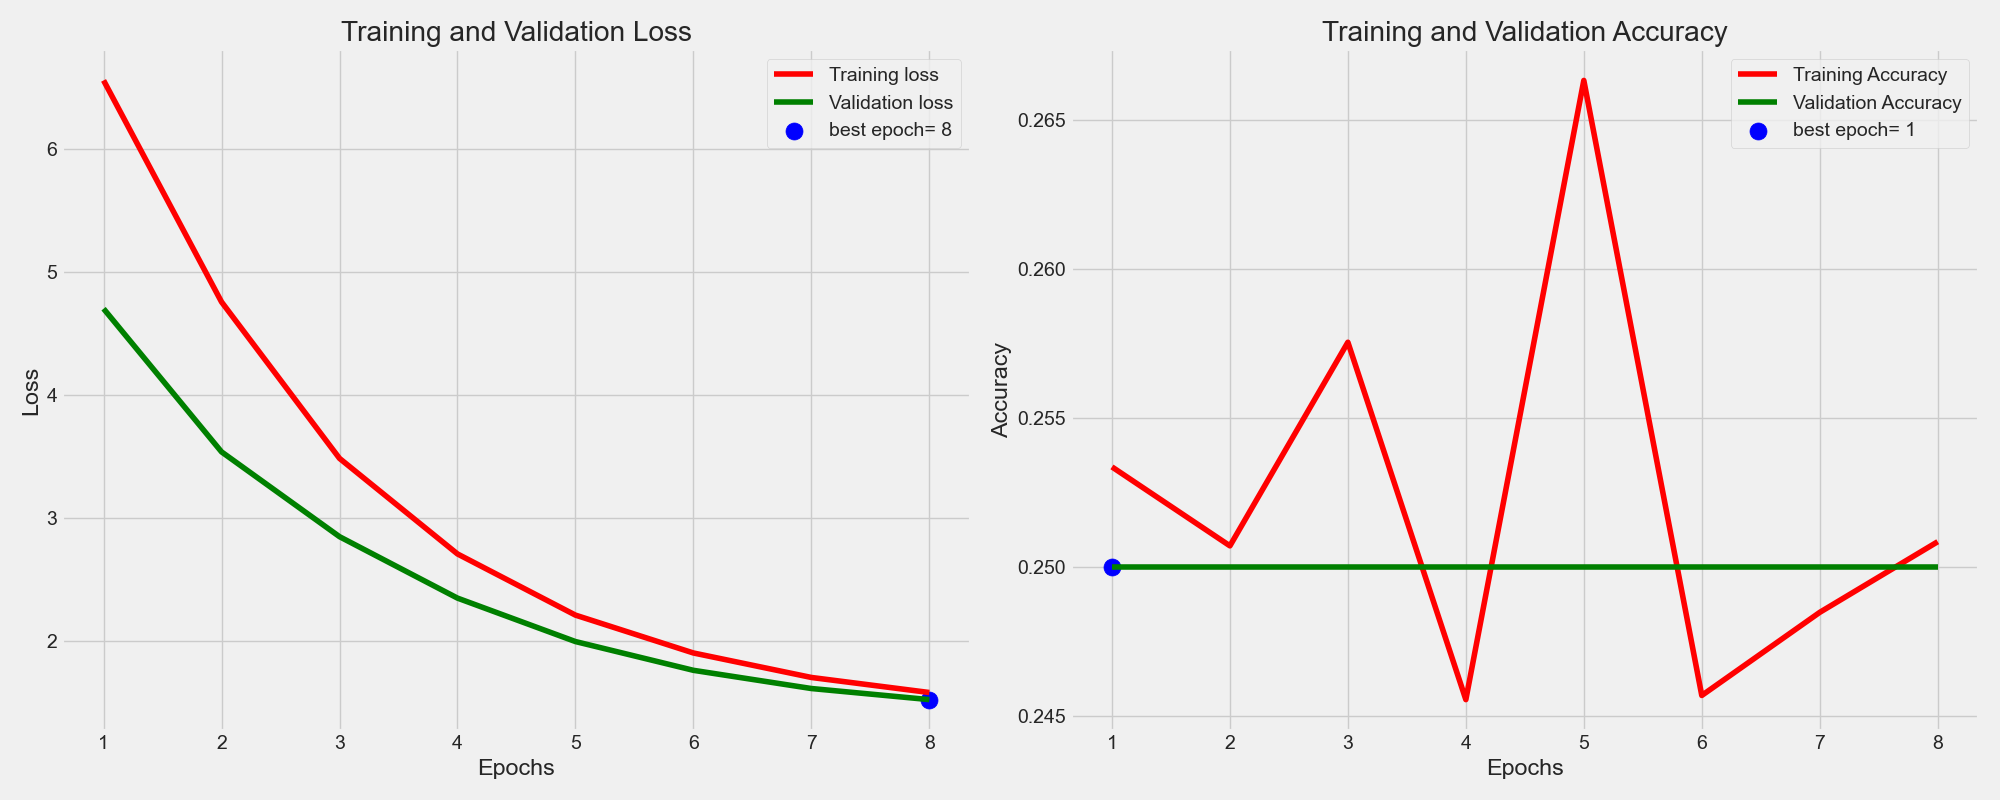 Training and Validation Loss
Training loss
Validation loss
best epoch= 8
6
5
4
3
2
Loss
1 2 3 4 5 6 7 8
Epochs
Training and Validation Accuracy
Training Accuracy
Validation Accuracy
best epoch= 1
0.265
0.260
0.255
0.250
0.245
Accuracy
1 2 3 4 5 6 7 8
Epochs